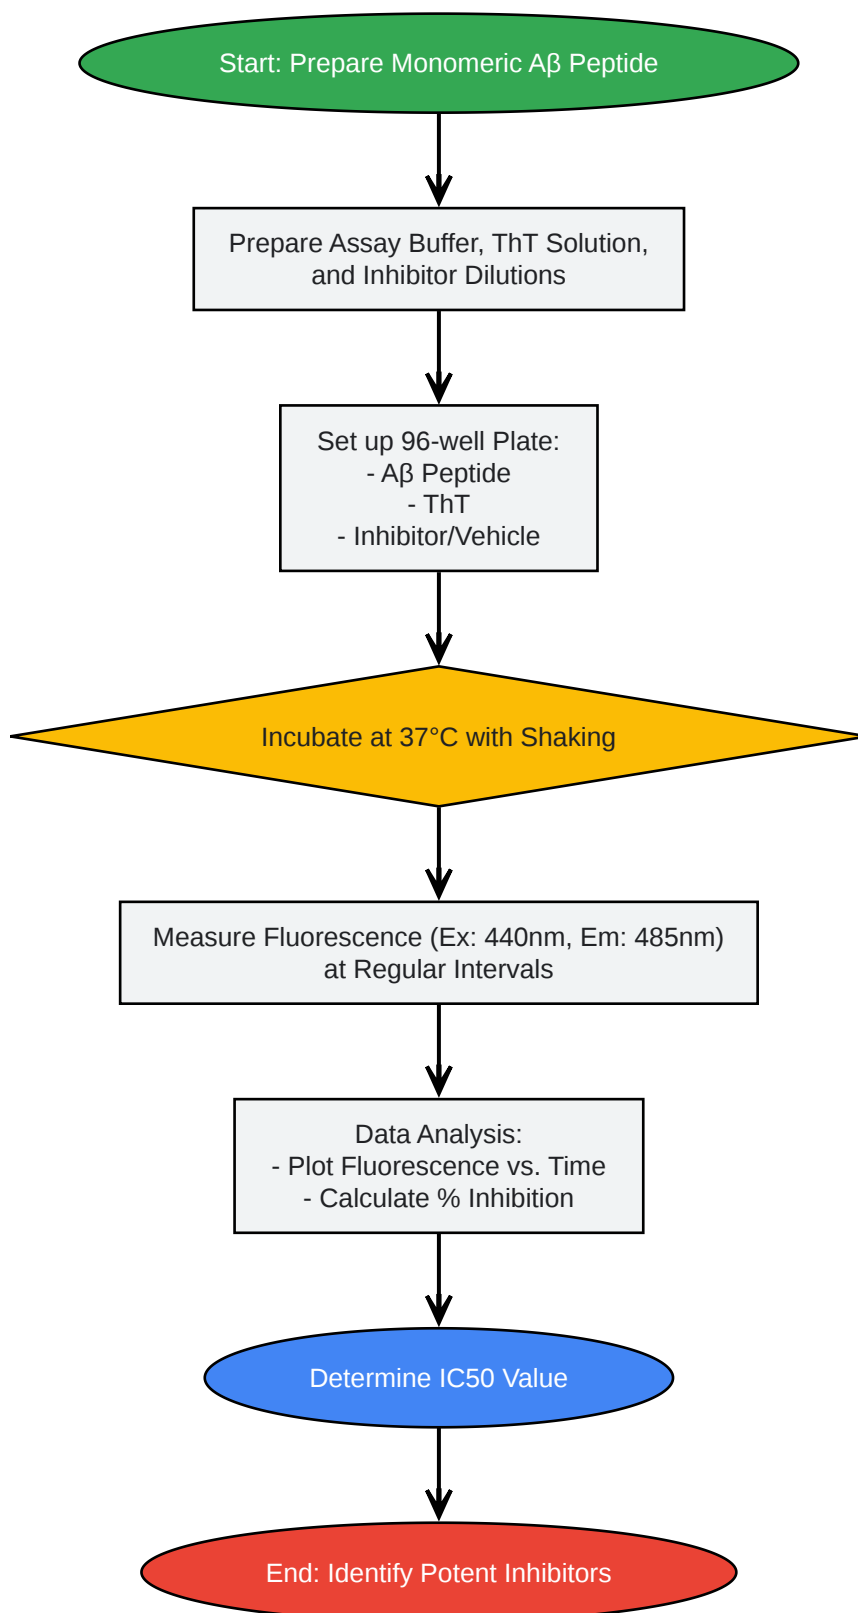 Start: Prepare Monomeric Aβ Peptide
Prepare Assay Buffer, ThT Solution,
and Inhibitor Dilutions
Set up 96-well Plate:
- Aβ Peptide
- ThT
- Inhibitor/Vehicle
Incubate at 37°C with Shaking
Measure Fluorescence (Ex: 440nm, Em: 485nm)
at Regular Intervals
Data Analysis:
- Plot Fluorescence vs. Time
- Calculate % Inhibition
Determine IC50 Value
End: Identify Potent Inhibitors